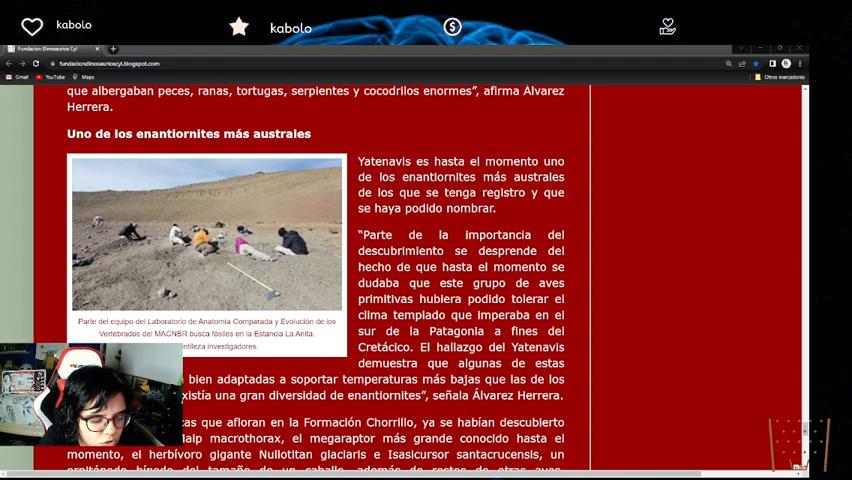 kabolo
kabolo
Fundacion Dinosaurios Cyl
fundaciondinosaurioscyl.blogspot.com
Gmail
YouTube
Maps
Otros marcadores
que albergaban peces, ranas, tortugas, serpientes y cocodrilos enormes”, afirma Álvarez
Herrera.
Uno de los enantiornites más australes
Yatenavis es hasta el momento uno
de los enantiornites más australes
de los que se tenga registro y que
se haya podido nombrar.
“Parte de la importancia del
descubrimiento se desprende del
hecho de que hasta el momento se
dudaba que este grupo de aves
primitivas hubiera podido tolerar el
clima templado que imperaba en el
sur de la Patagonia a fines del
Cretácico. El hallazgo del Yatenavis
demuestra que algunas de estas
Parte del equipo del Laboratorio de Anatomía Comparada y Evolución de los
Vertebrados del MACNBR busca fósiles en la Estancia La Anita.
entileza investigadores.
bien adaptadas a soportar temperaturas más bajas que las de los
xistía una gran diversidad de enantiornites”, señala Álvarez Herrera.
tas que afloran en la Formación Chorrillo, ya se habían descubierto
Maip macrothorax, el megaraptor más grande conocido hasta el
momento, el herbívoro gigante Nullotitan glaciaris e Isasicursor santacrucensis, un
ornitópodo bípedo del tamaño de un caballo, además de restos de otras aves,